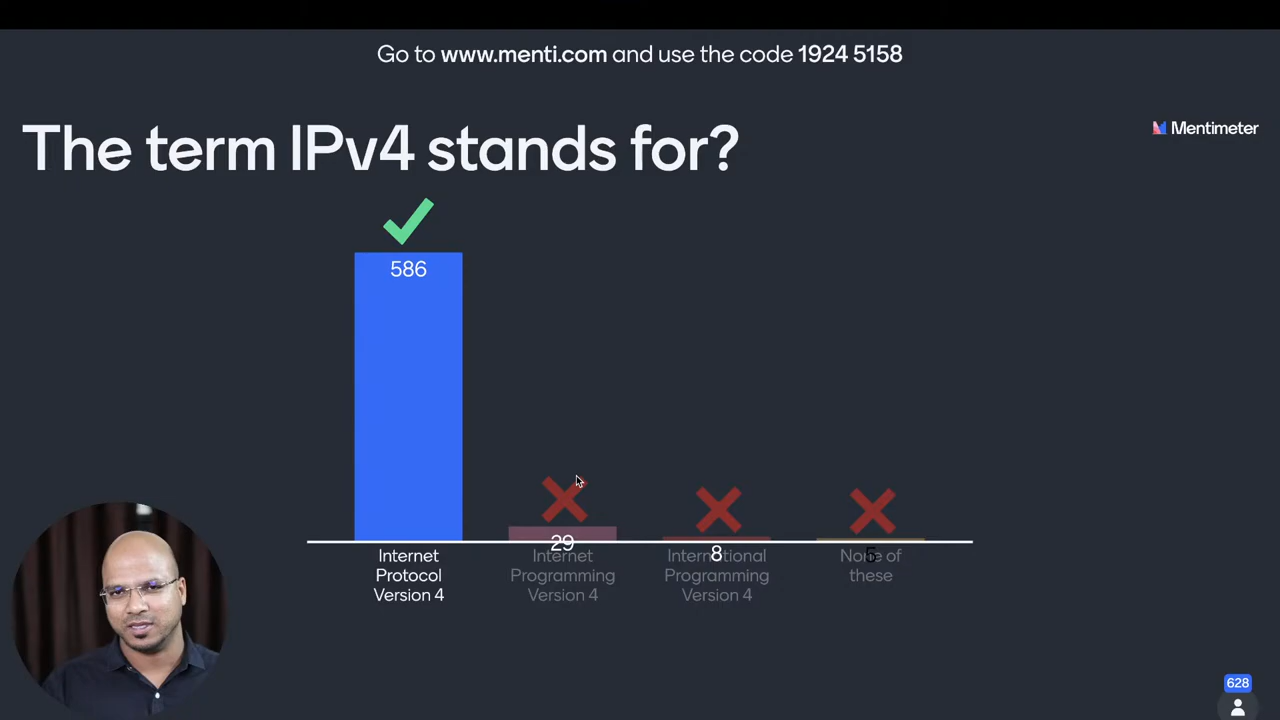 Go to www.menti.com and use the code 1924 5158
Mentimeter
The term IPv4 stands for?
586
29
8
5
Internet
Protocol
Version 4
Internet
Programming
Version 4
International
Programming
Version 4
None of
these
628